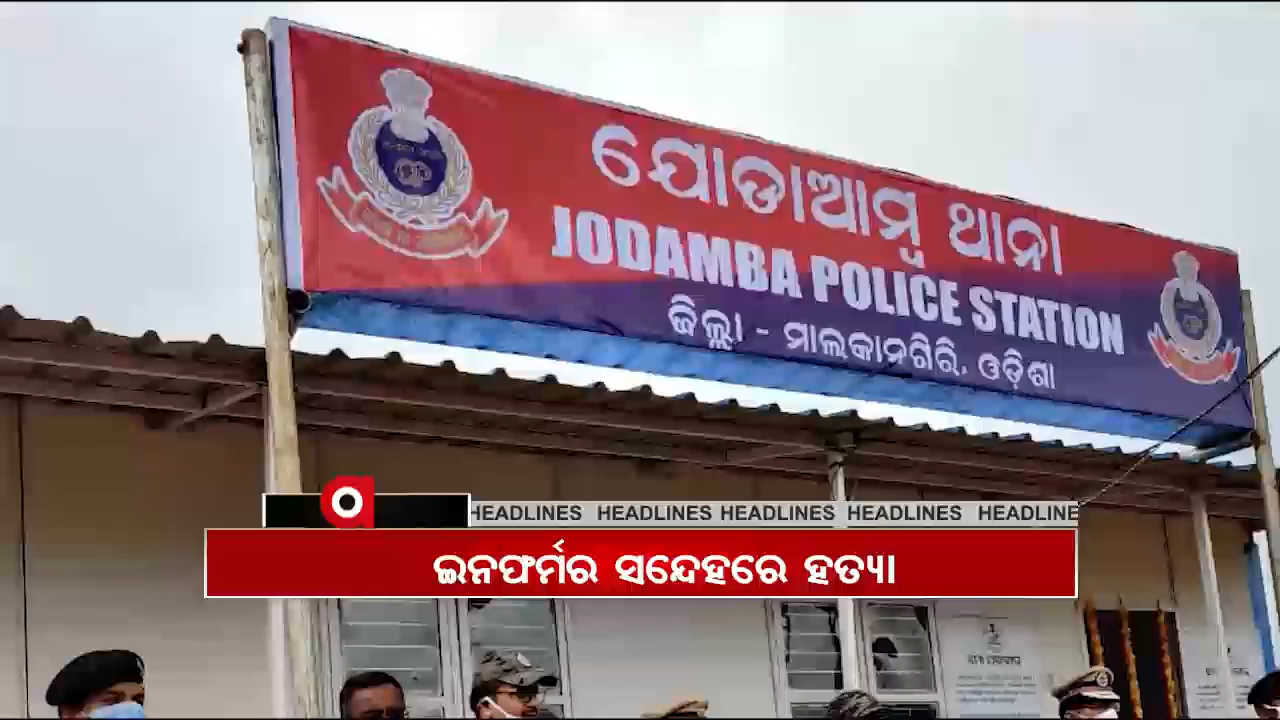 ଯୋଡାଆମ୍ବ ଥାନା
JODAMBA POLICE STATION
ଜିଲ୍ଲା - ମାଲକାନଗିରି, ଓଡ଼ିଶା
HEADLINES HEADLINES HEADLINES HEADLINES HEADLINE
ଇନଫର୍ମର ସନ୍ଦେହରେ ହତ୍ୟା